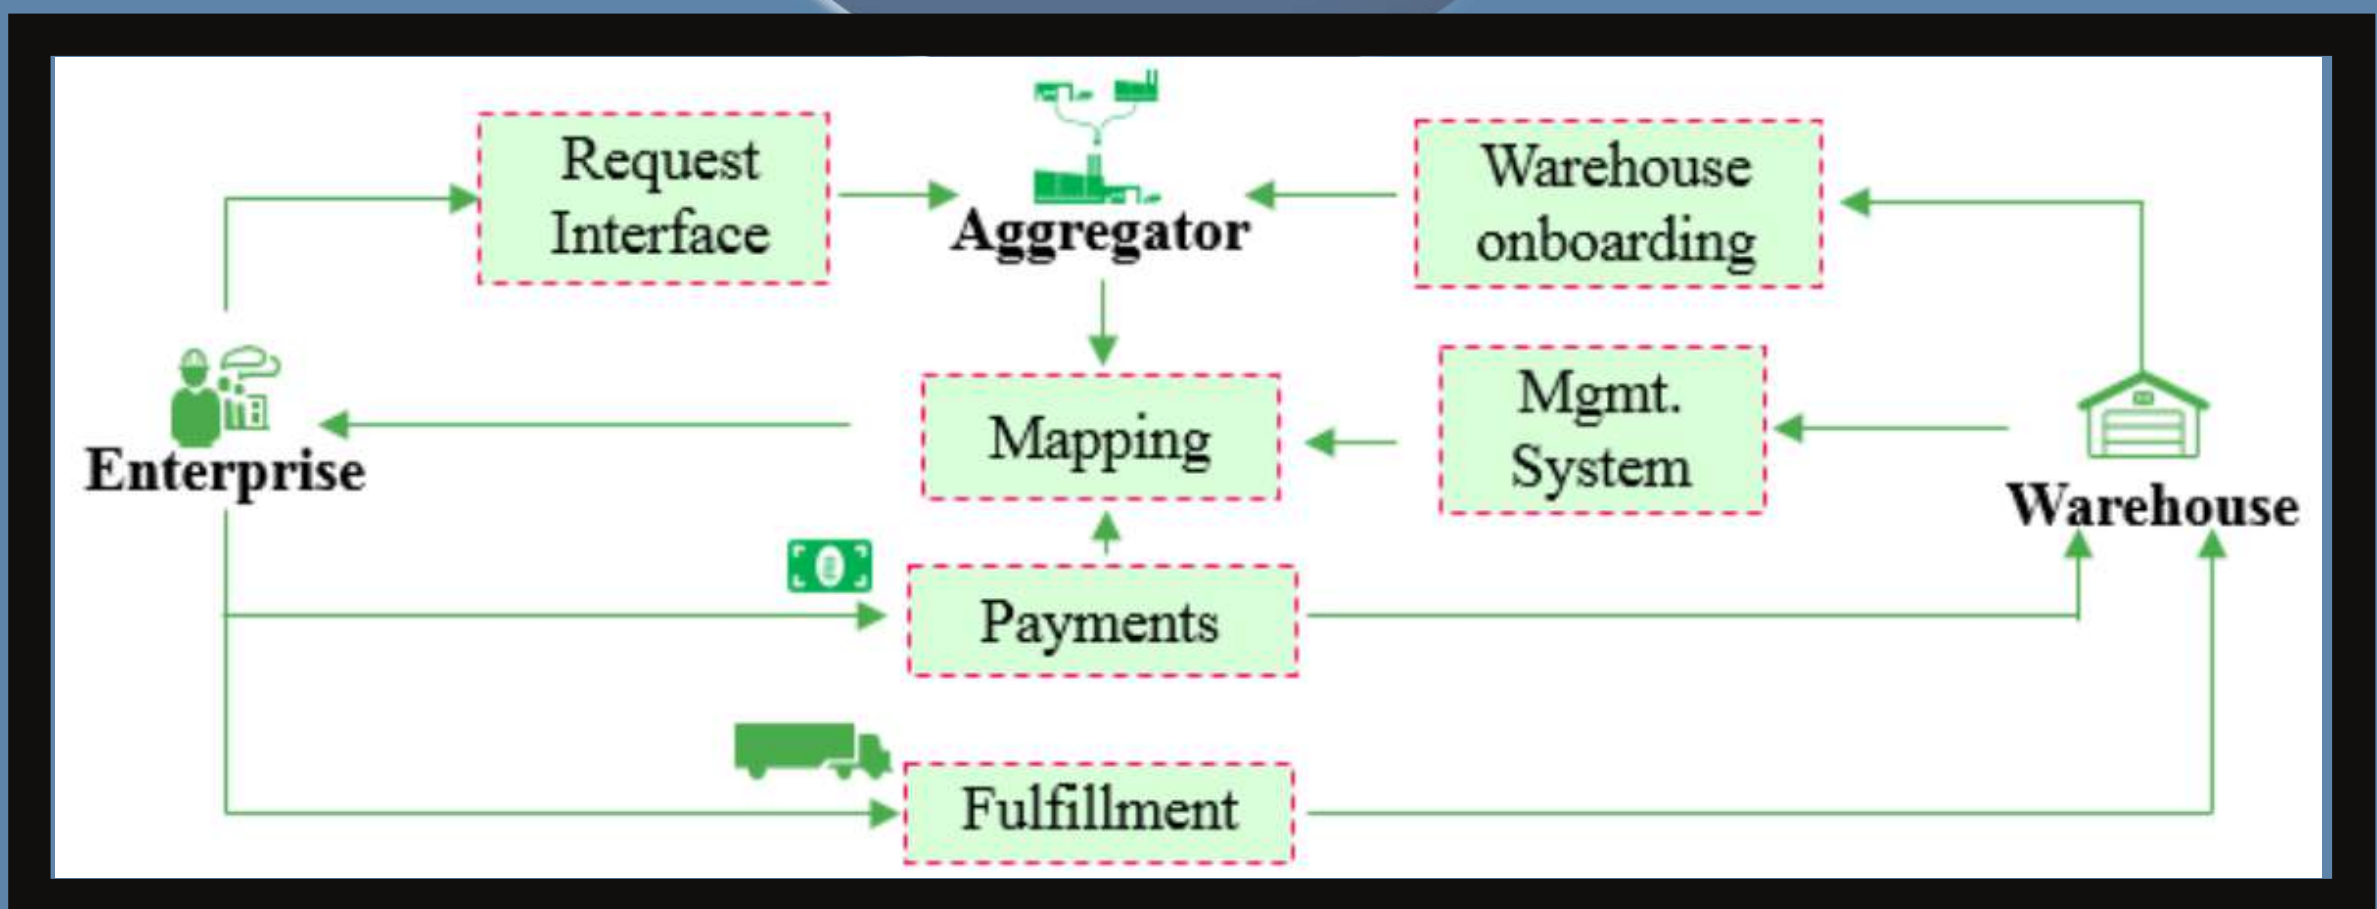 Request
Interface
Aggregator
Warehouse
onboarding
Enterprise
Mapping
Mgmt.
System
Warehouse
Payments
Fulfillment